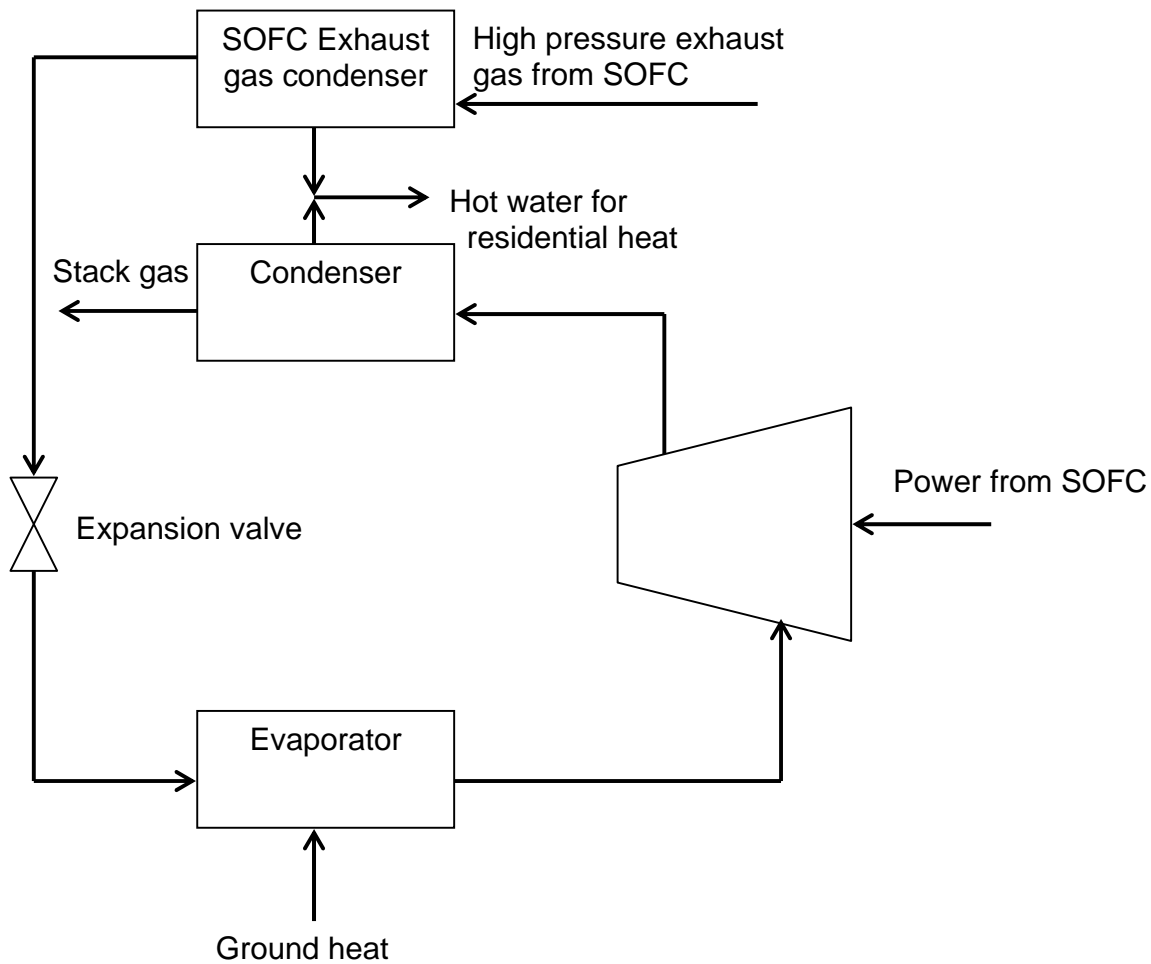 SOFC Exhaust
gas condenser
High pressure exhaust
gas from SOFC
Hot water for
residential heat
Stack gas
Condenser
Power from SOFC
Expansion valve
Evaporator
Ground heat